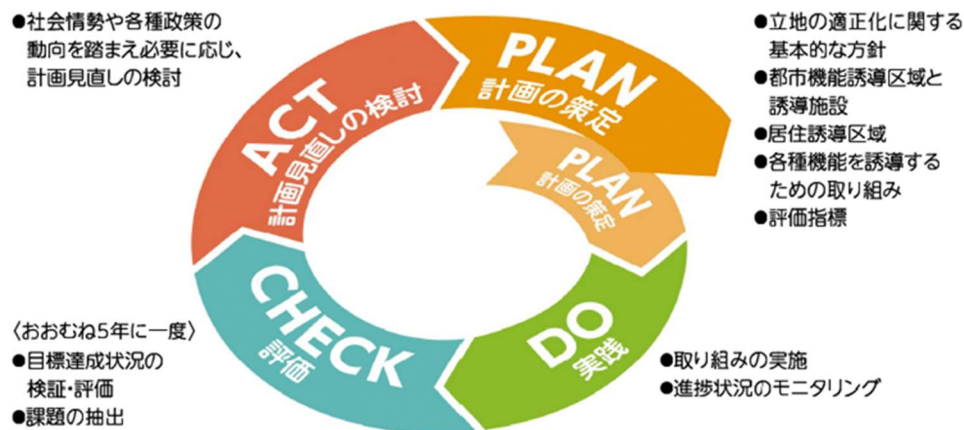 ●社会情勢や各種政策の
動向を踏まえ必要に応じ、
計画見直しの検討
ACT
計画見直しの検討
PLAN
計画の策定
PLAN
計画の策定
●立地の適正化に関する
基本的な方針
●都市機能誘導区域と
誘導施設
●居住誘導区域
●各種機能を誘導する
ための取り組み
●評価指標
〈おおむね5年に一度〉
●目標達成状況の
検証・評価
●課題の抽出
CHECK
評価
DO
実践
●取り組みの実施
●進捗状況のモニタリング